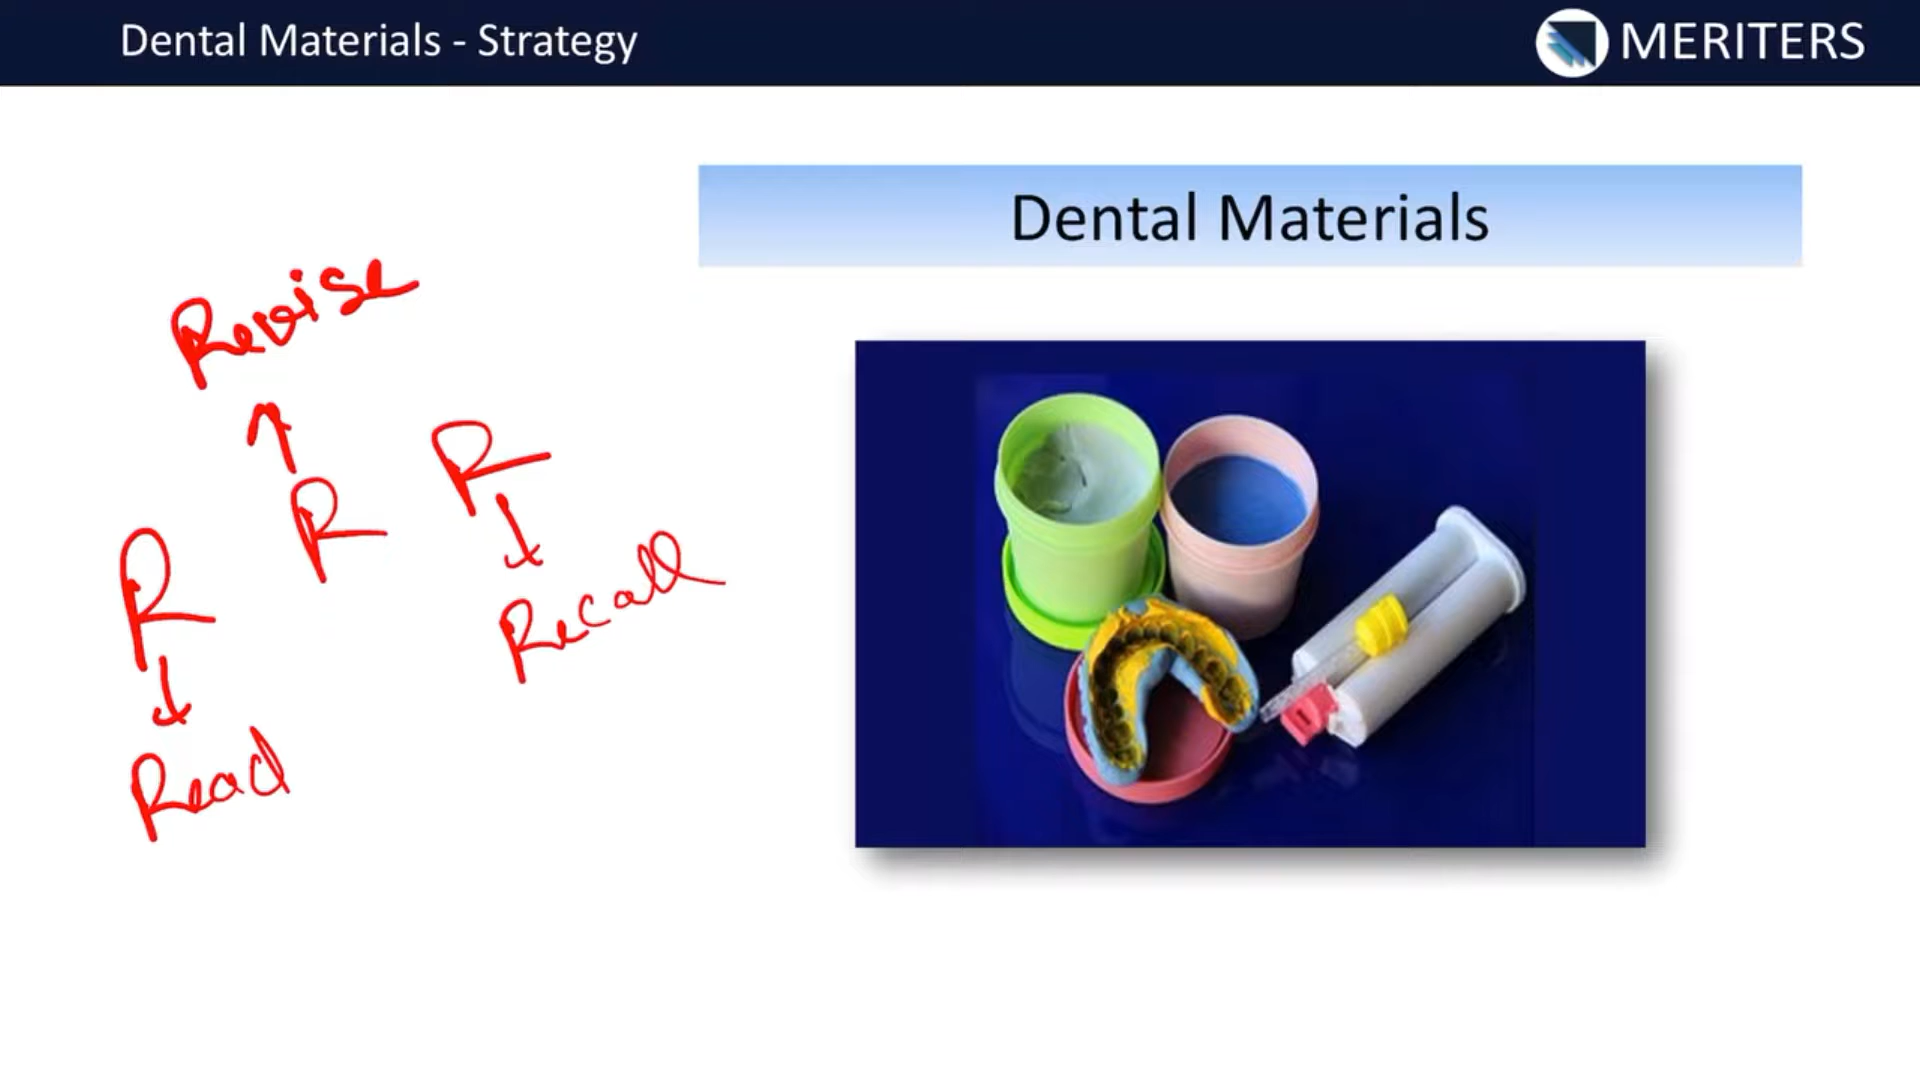 Dental Materials - Strategy
MERITERS
Dental Materials
Revise
R
R
R
Recall
Read